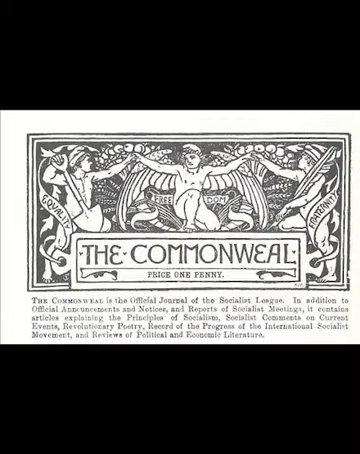 EQUALITY
FREE DOM
FRATERNITY
·THE·COMMONWEAL·
PRICE ONE PENNY.
THE COMMONWEAL is the Official Journal of the Socialist League. In addition to
Official Announcements and Notices, and Reports of Socialist Meetings, it contains
articles explaining the Principles of Socialism, Socialist Comments on Current
Events, Revolutionary Poetry, Record of the Progress of the International Socialist
Movement, and Reviews of Political and Economic Literature.